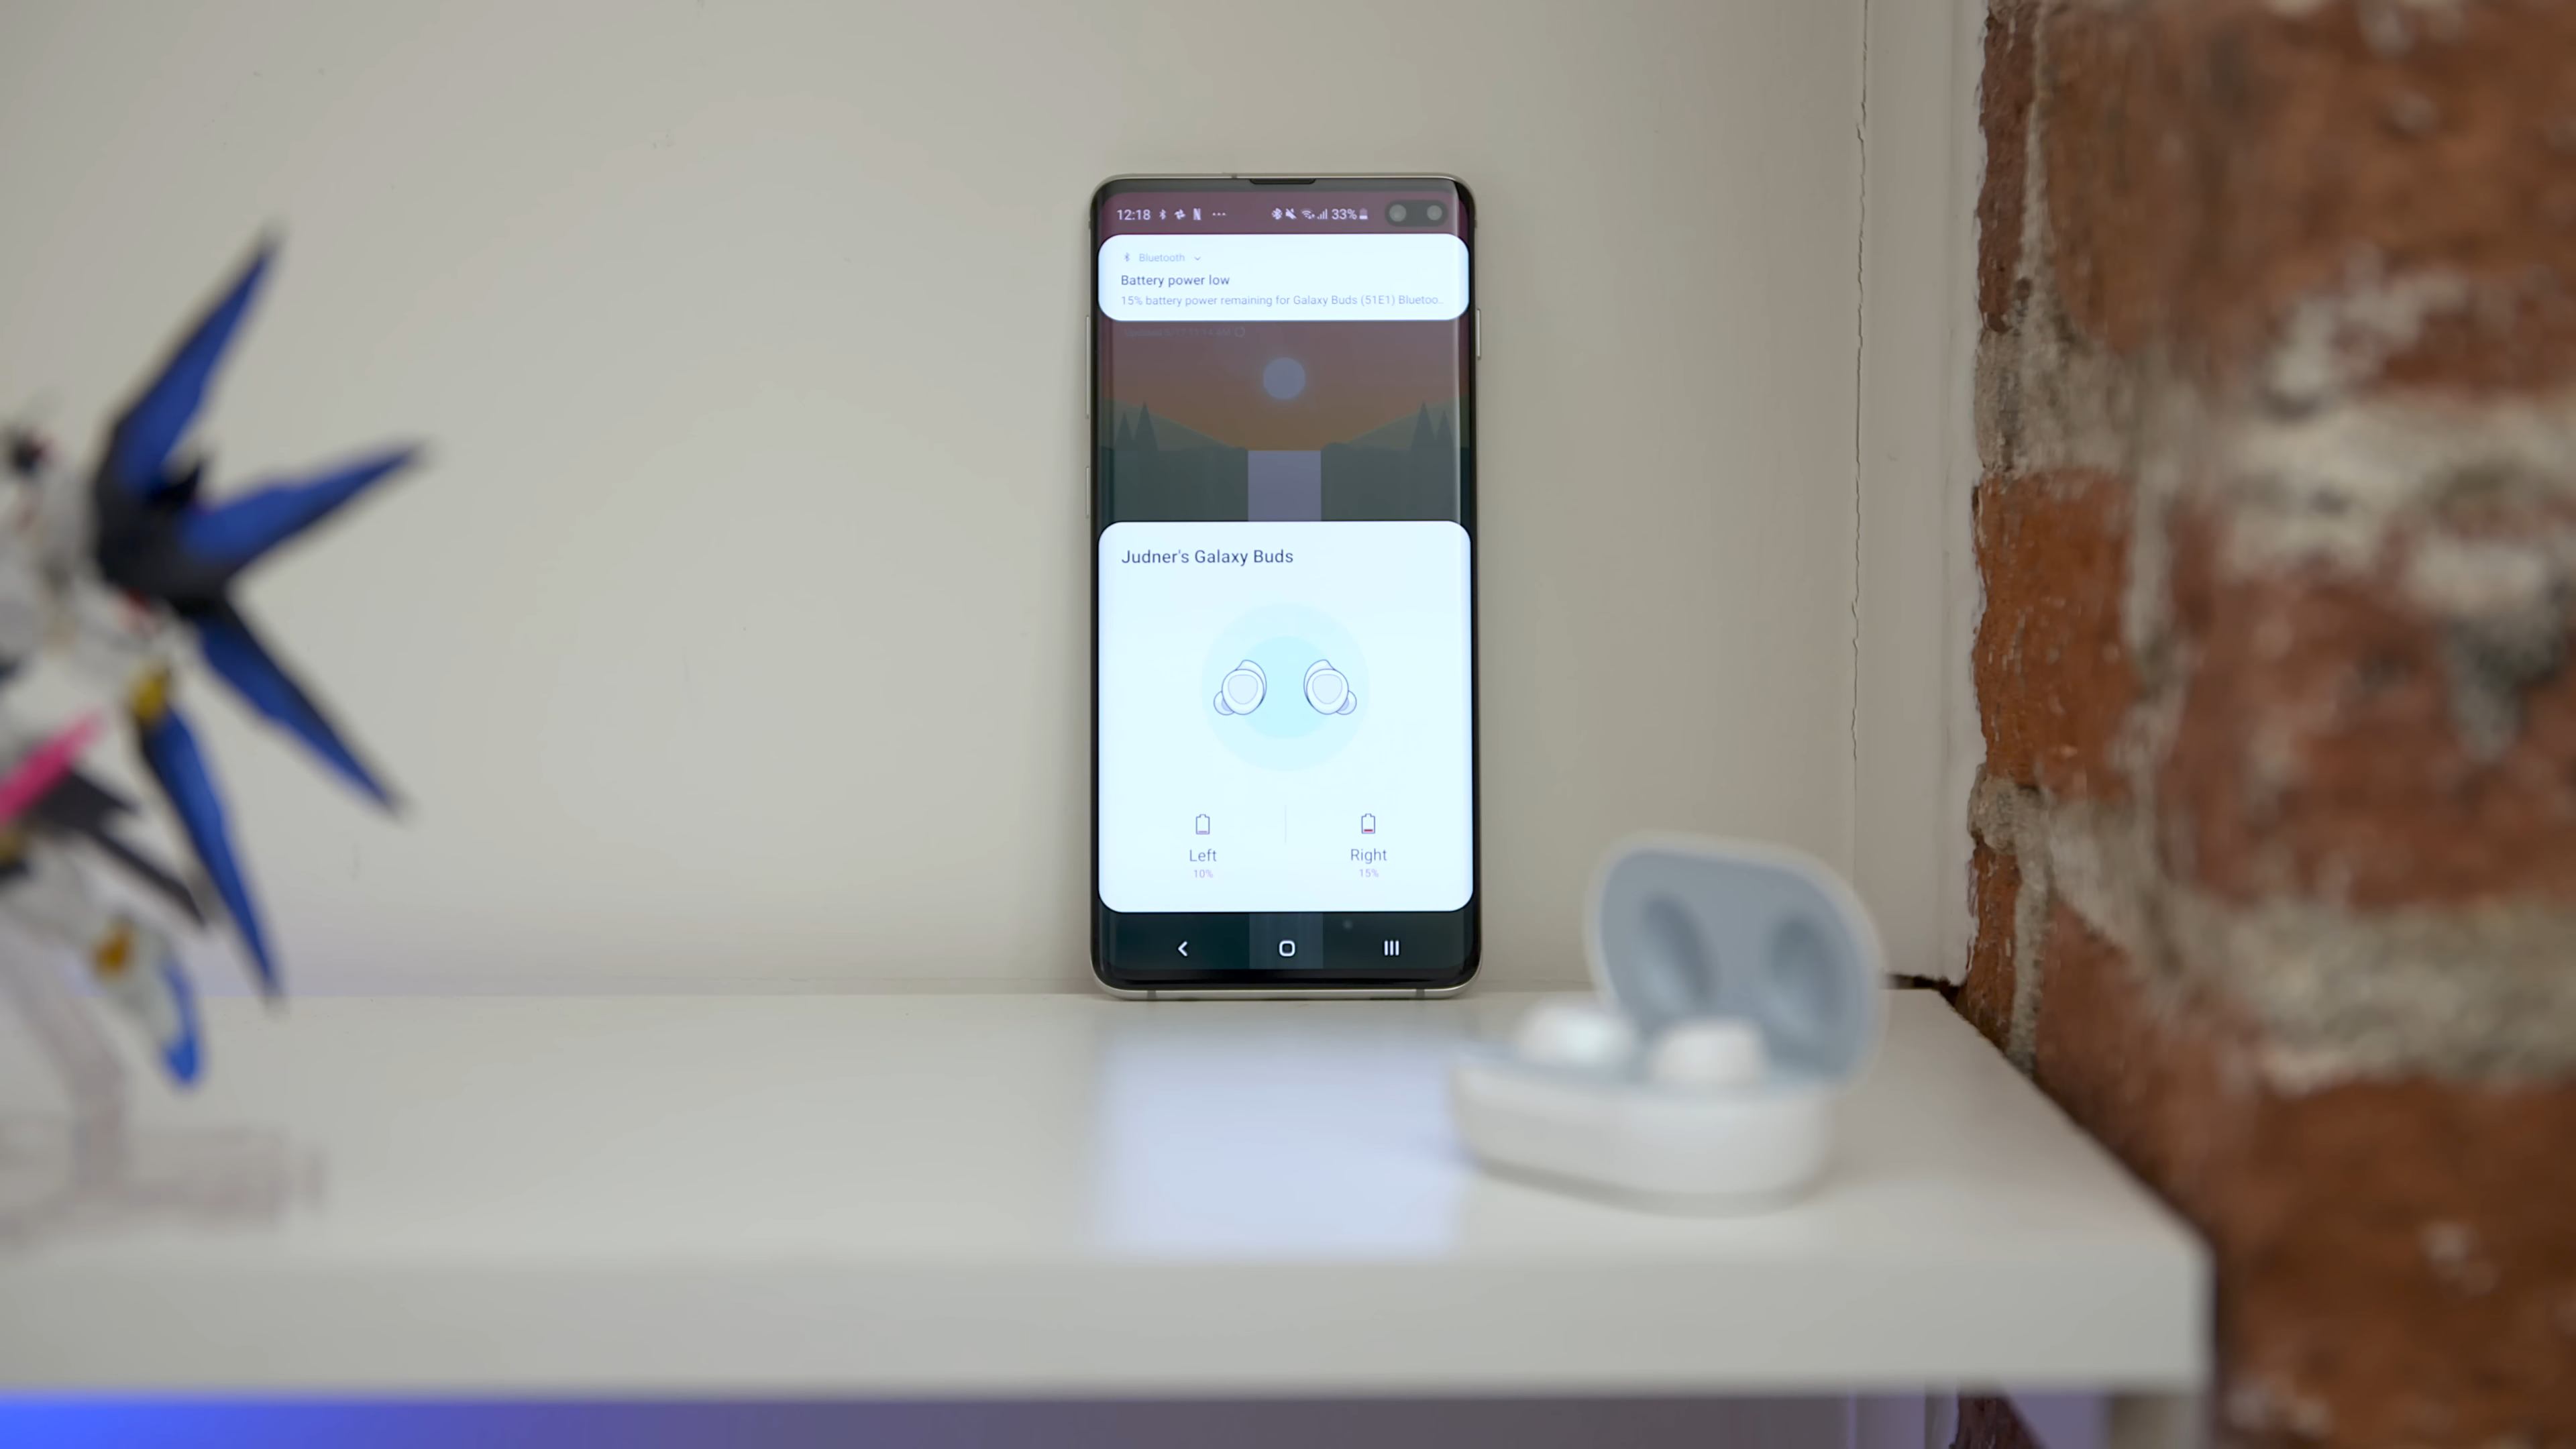 12:18 33%
Bluetooth
Battery power low
15% battery power remaining for Galaxy Buds (51E1) Bluetoo...
Judner's Galaxy Buds
Left Right
10% 15%